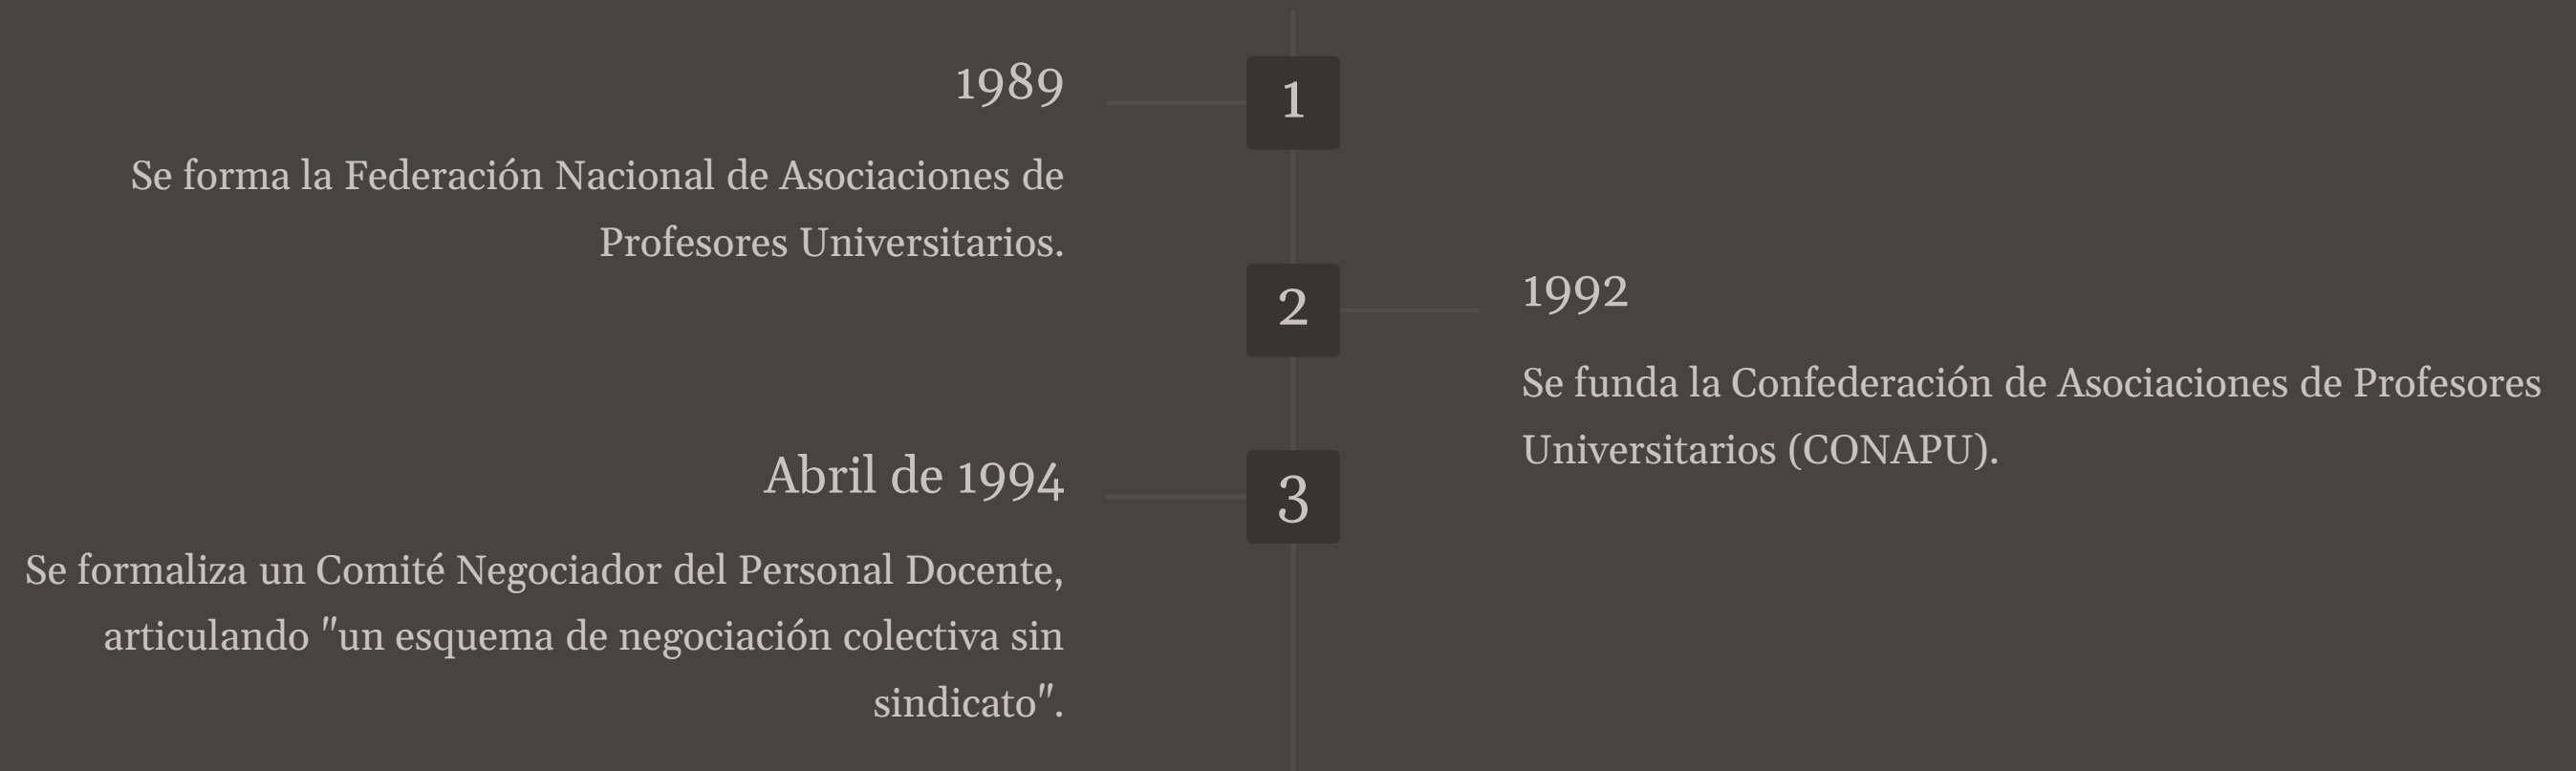 1989
1
Se forma la Federación Nacional de Asociaciones de
Profesores Universitarios.
2
1992
Se funda la Confederación de Asociaciones de Profesores
Universitarios (CONAPU).
Abril de 1994
3
Se formaliza un Comité Negociador del Personal Docente,
articulando "un esquema de negociación colectiva sin
sindicato".